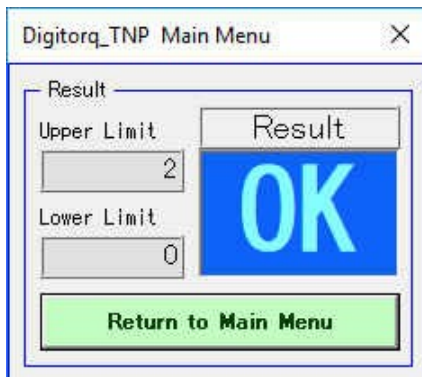 Digitorq_TNP Main Menu
Result
Upper Limit
2
Lower Limit
0
Result
OK
Return to Main Menu